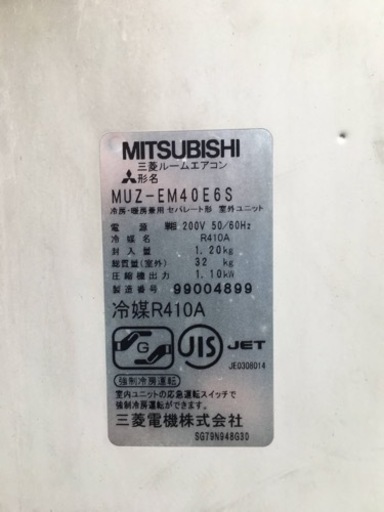 MITSUBISHI
三菱ルームエアコン
形名
MUZ-EM40E6S
冷房・暖房兼用 セパレート形 室外ユニット
電源 単相 200V 50/60Hz
冷媒名 R410A
封入量 1.20kg
総質量(室外) 32 kg
圧縮機出力 1.10kW
製造番号 99004899
冷媒R410A
G
JIS
JET
JE0308014
強制冷房運転
室内ユニットの応急運転スイッチで
強制冷房運転ができます。
三菱電機株式会社
SG79N948G30